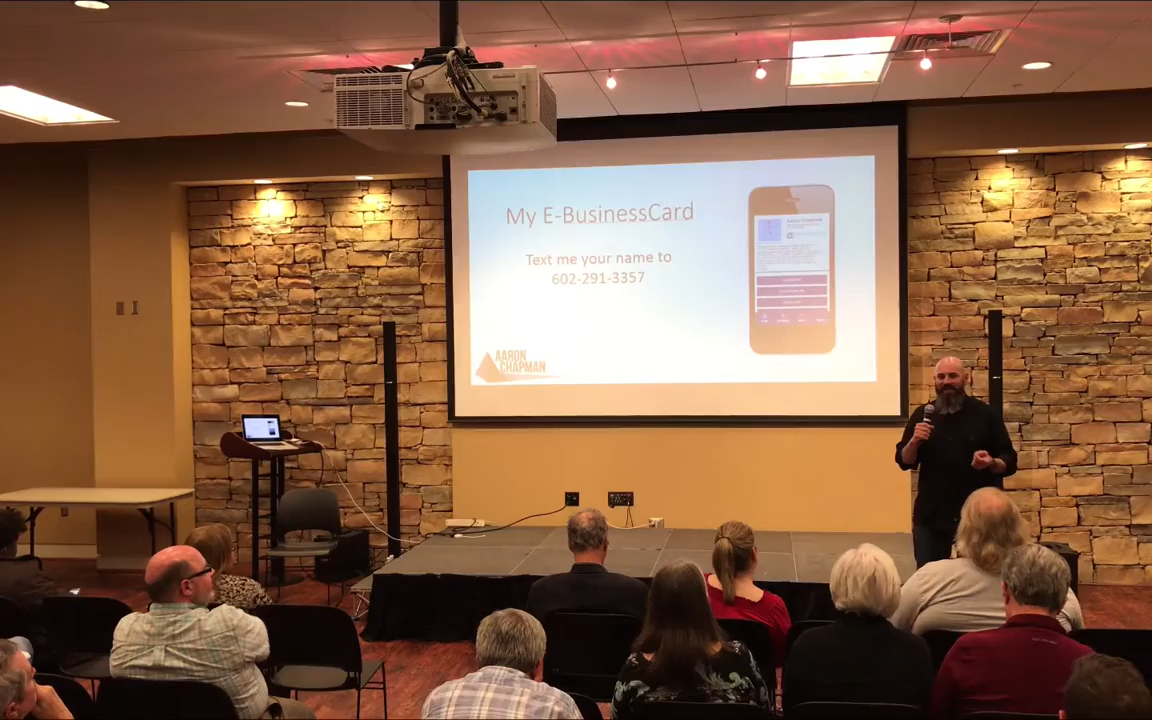 My E-BusinessCard
Text me your name to
602-291-3357
AARON
CHAPMAN